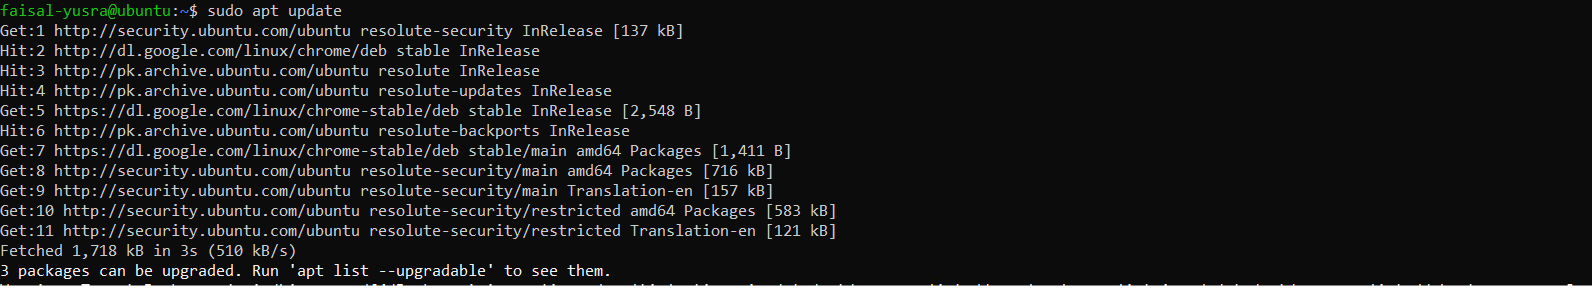 faisal-yusra@ubuntu:~$ sudo apt update
Get:1 http://security.ubuntu.com/ubuntu resolute-security InRelease [137 kB]
Hit:2 http://dl.google.com/linux/chrome/deb stable InRelease
Hit:3 http://pk.archive.ubuntu.com/ubuntu resolute InRelease
Hit:4 http://pk.archive.ubuntu.com/ubuntu resolute-updates InRelease
Get:5 https://dl.google.com/linux/chrome-stable/deb stable InRelease [2,548 B]
Hit:6 http://pk.archive.ubuntu.com/ubuntu resolute-backports InRelease
Get:7 https://dl.google.com/linux/chrome-stable/deb stable/main amd64 Packages [1,411 B]
Get:8 http://security.ubuntu.com/ubuntu resolute-security/main amd64 Packages [716 kB]
Get:9 http://security.ubuntu.com/ubuntu resolute-security/main Translation-en [157 kB]
Get:10 http://security.ubuntu.com/ubuntu resolute-security/restricted amd64 Packages [583 kB]
Get:11 http://security.ubuntu.com/ubuntu resolute-security/restricted Translation-en [121 kB]
Fetched 1,718 kB in 3s (510 kB/s)
3 packages can be upgraded. Run 'apt list --upgradable' to see them.